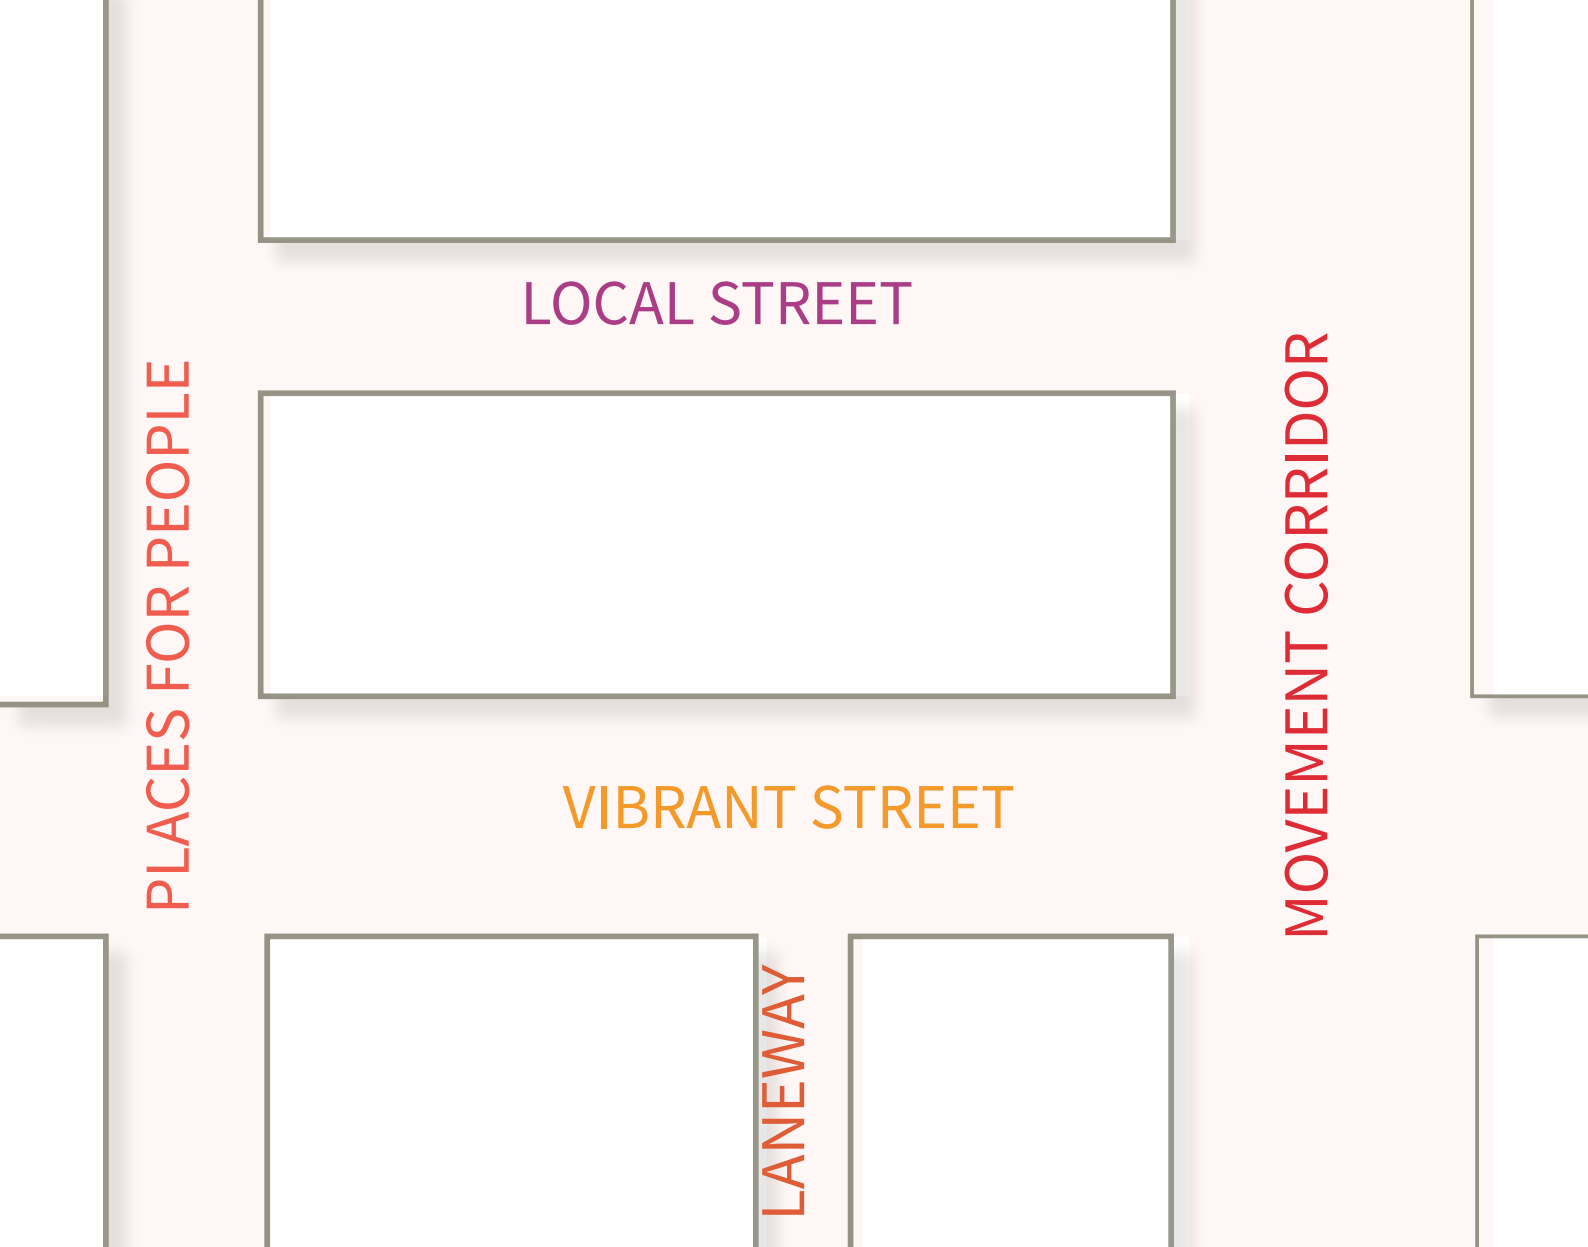 LOCAL STREET
PLACES FOR PEOPLE
MOVEMENT CORRIDOR
VIBRANT STREET
LANEWAY